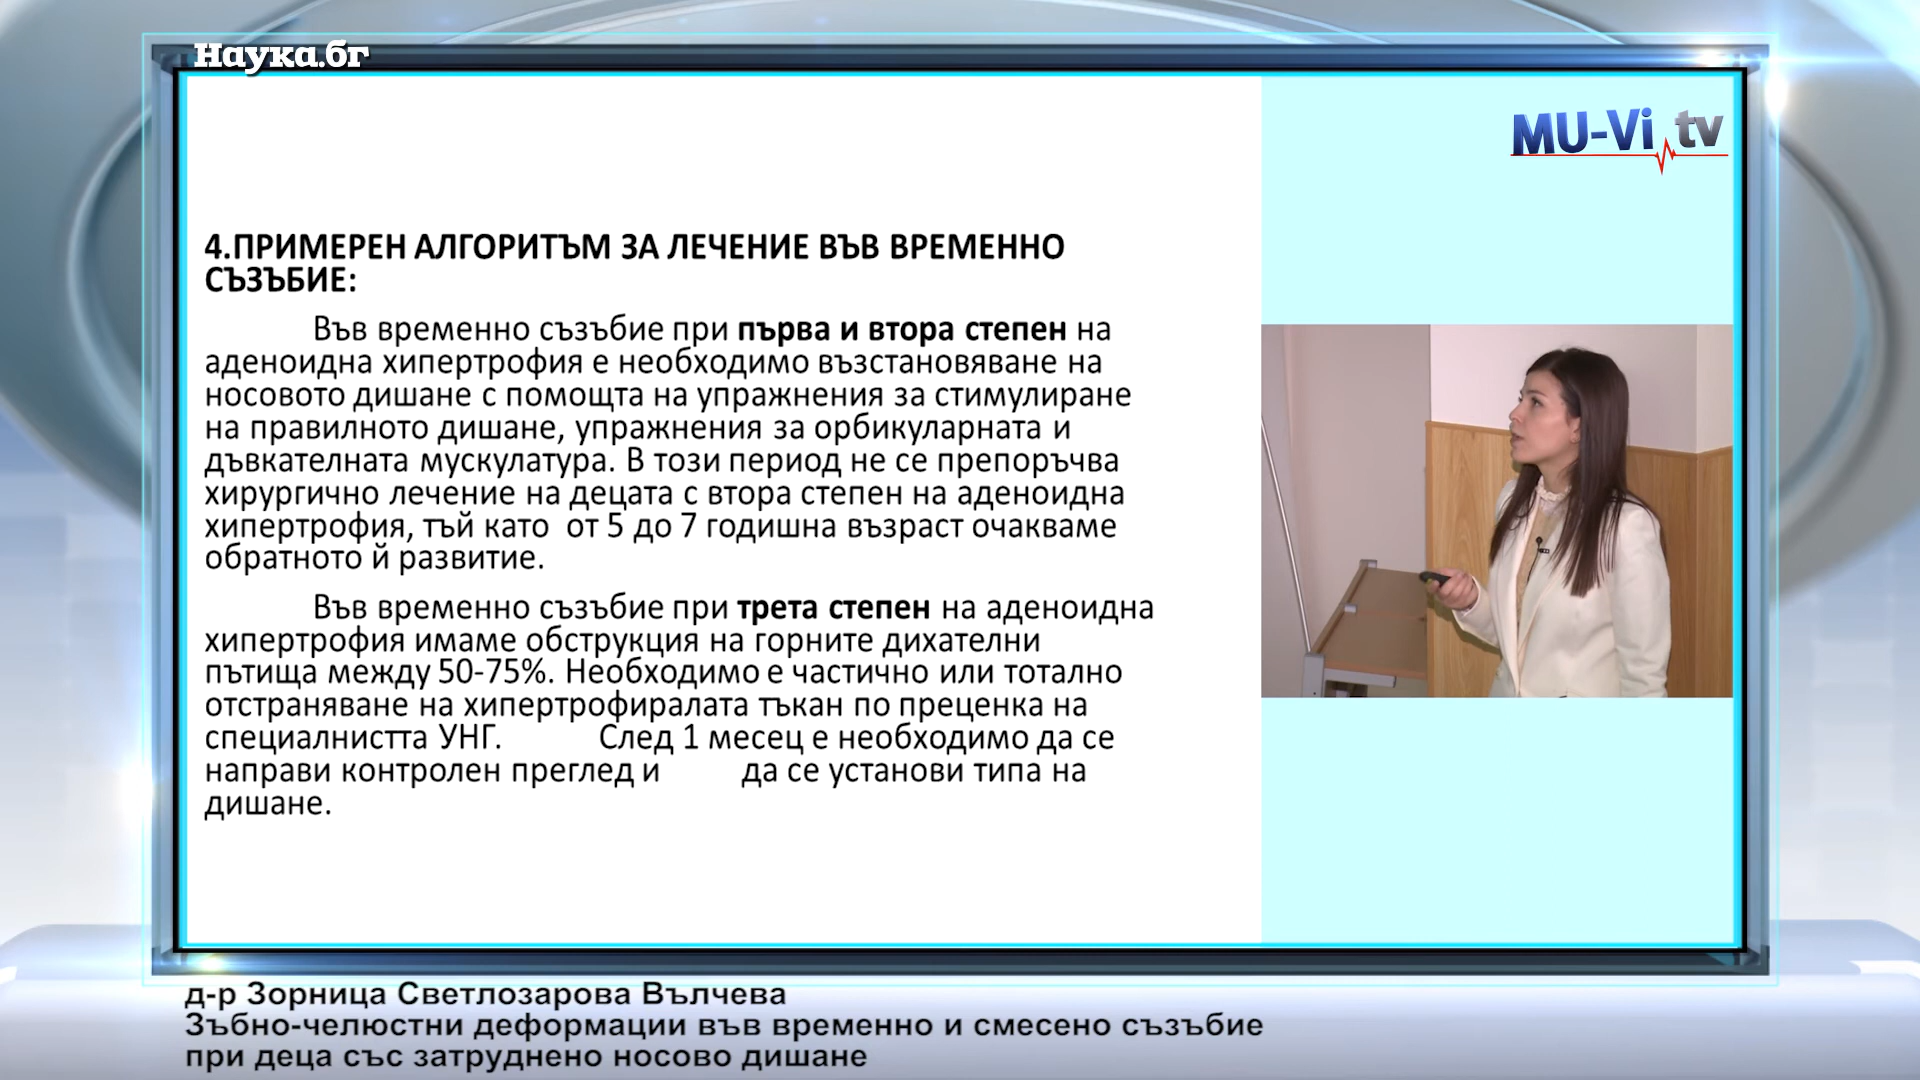 Наука.бг
MU-Vi.tv
4.ПРИМЕРЕН АЛГОРИТЪМ ЗА ЛЕЧЕНИЕ ВЪВ ВРЕМЕННО
СЪЗЪБИЕ:
Във временно съзъбие при първа и втора степен на
аденоидна хипертрофия е необходимо възстановяване на
носовото дишане с помощта на упражнения за стимулиране
на правилното дишане, упражнения за орбикуларната и
дъвкателната мускулатура. В този период не се препоръчва
хирургично лечение на децата с втора степен на аденоидна
хипертрофия, тъй като от 5 до 7 годишна възраст очакваме
обратното й развитие.
Във временно съзъбие при трета степен на аденоидна
хипертрофия имаме обструкция на горните дихателни
пътища между 50-75%. Необходимо е частично или тотално
отстраняване на хипертрофиралата тъкан по преценка на
специалнистта УНГ. След 1 месец е необходимо да се
направи контролен преглед и да се установи типа на
дишане.
д-р Зорница Светлозарова Вълчева
Зъбно-челюстни деформации във временно и смесено съзъбие
при деца със затруднено носово дишане